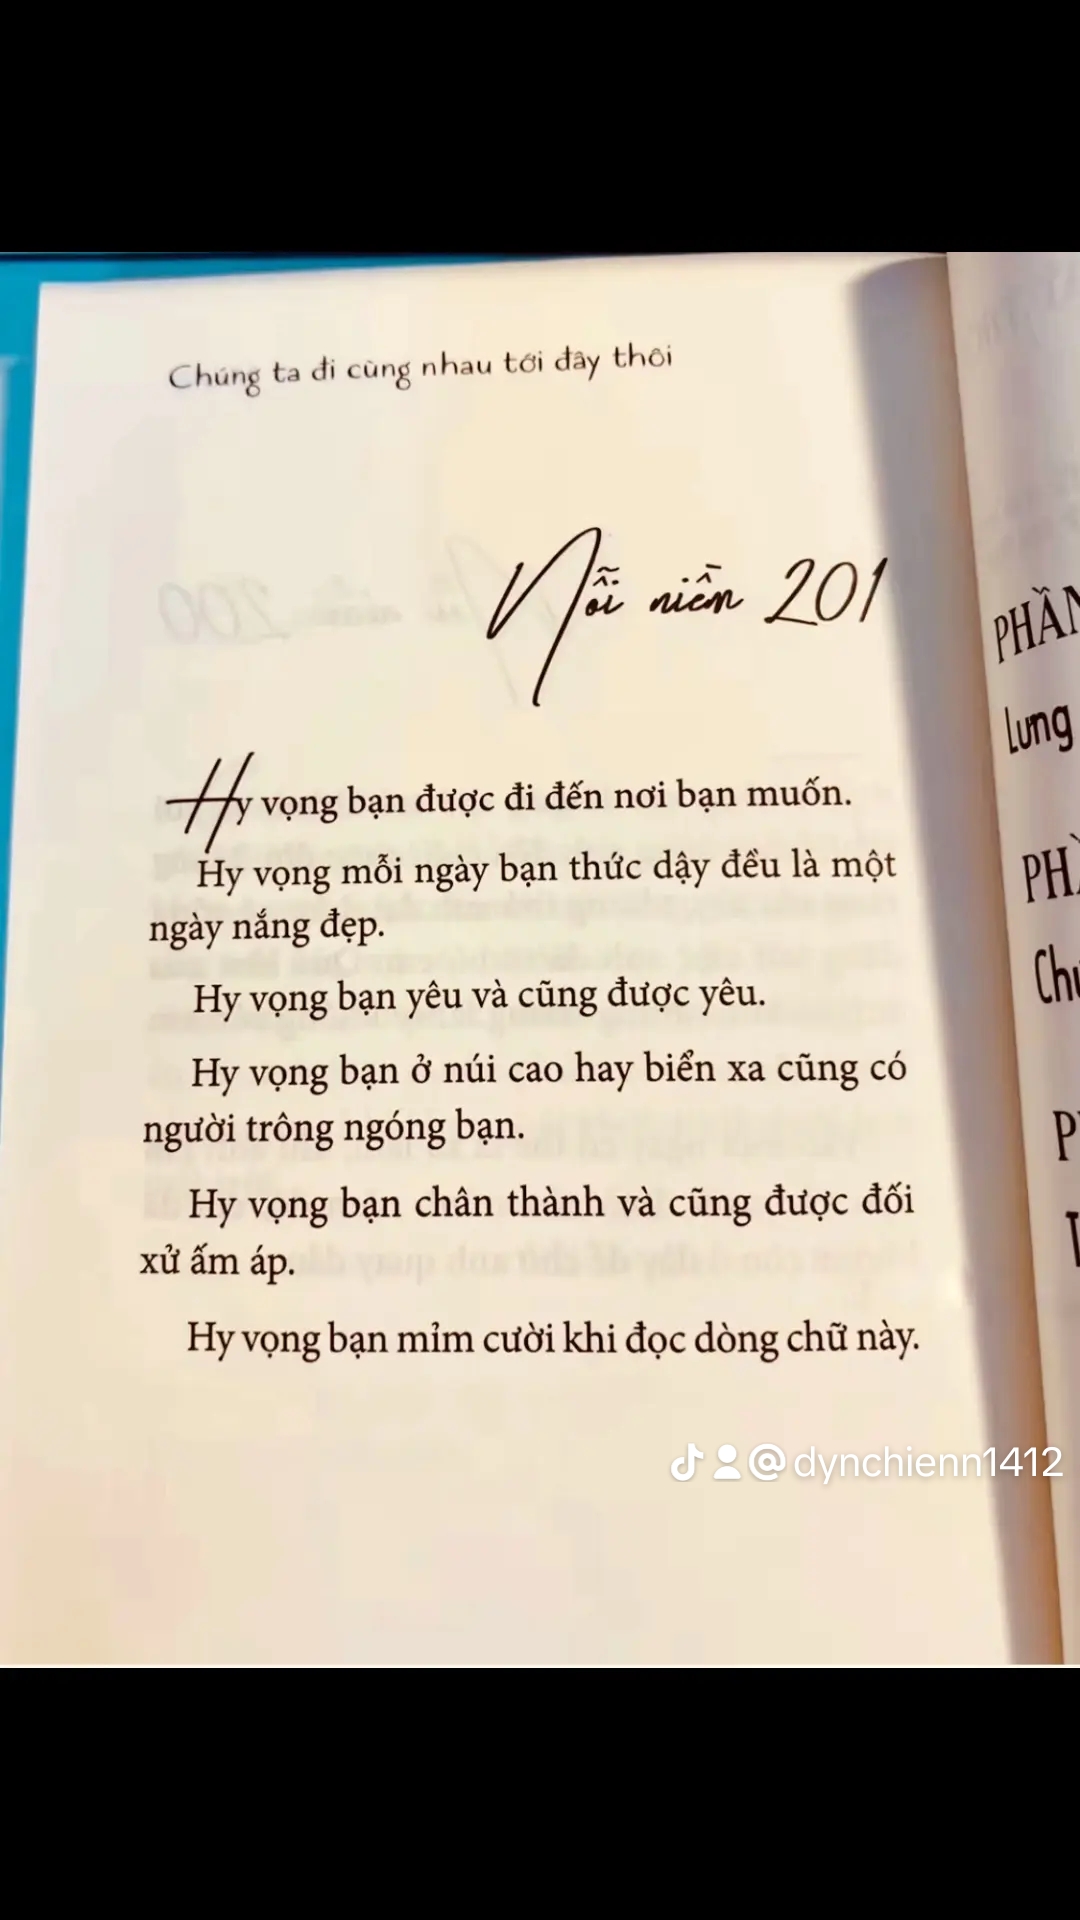 Chúng ta đi cùng nhau tới đây thôi
Nỗi niềm 201
Hy vọng bạn được đi đến nơi bạn muốn.
Hy vọng mỗi ngày bạn thức dậy đều là một
ngày nắng đẹp.
Hy vọng bạn yêu và cũng được yêu.
Hy vọng bạn ở núi cao hay biển xa cũng có
người trông ngóng bạn.
Hy vọng bạn chân thành và cũng được đối
xử ấm áp.
Hy vọng bạn mỉm cười khi đọc dòng chữ này.
@dynchienn1412
PHẦN
Lưng